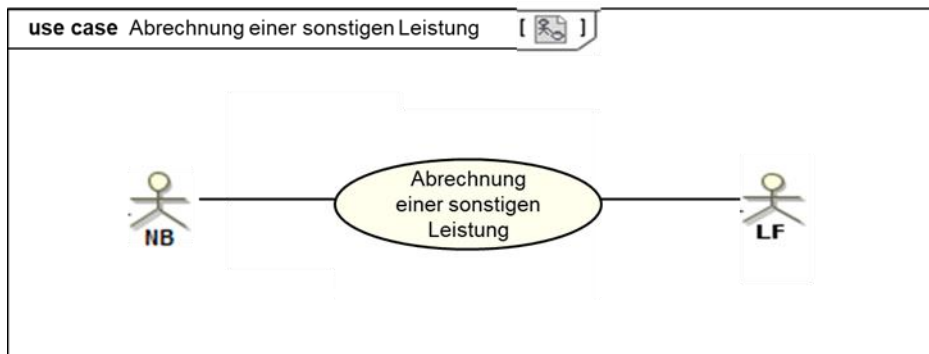 use case Abrechnung einer sonstigen Leistung [ ]
Abrechnung
einer sonstigen
Leistung
NB
LF